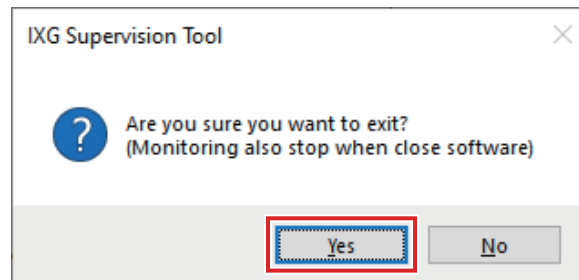 IXG Supervision Tool
Are you sure you want to exit?
(Monitoring also stop when close software)
Yes
No